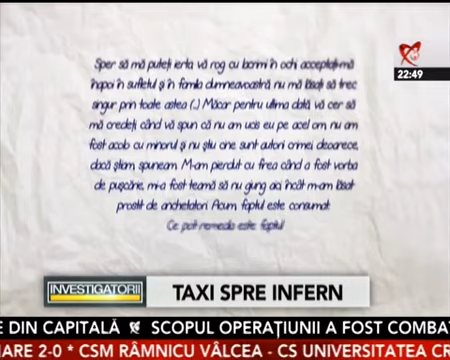 Sper să mă puteți ierta, vă rog cu lacrimi în ochi acceptați-mă
înapoi în sufletul și în familia dumneavoastră nu mă lăsați să trec
singur prin toate astea (...) Măcar pentru ultima dată vă cer să
mă credeți când vă spun că nu am ucis eu pe acel om, nu am
fost acolo cu minorul și nu știu cine sunt autorii crimei deoarece,
dacă știam spuneam. M-am pierdut cu firea când a fost vorba
de pușcărie, mi-a fost teamă să nu ajung aici încât m-am lăsat
prostit de anchetatori. Acum faptul este consumat.
Ce pot remedia este faptul
22:49
INVESTIGATORII
TAXI SPRE INFERN
E DIN CAPITALĂ SCOPUL OPERAȚIUNII A FOST COMBAT
MARE 2-0 * CSM RÂMNICU VÂLCEA - CS UNIVERSITATEA CR